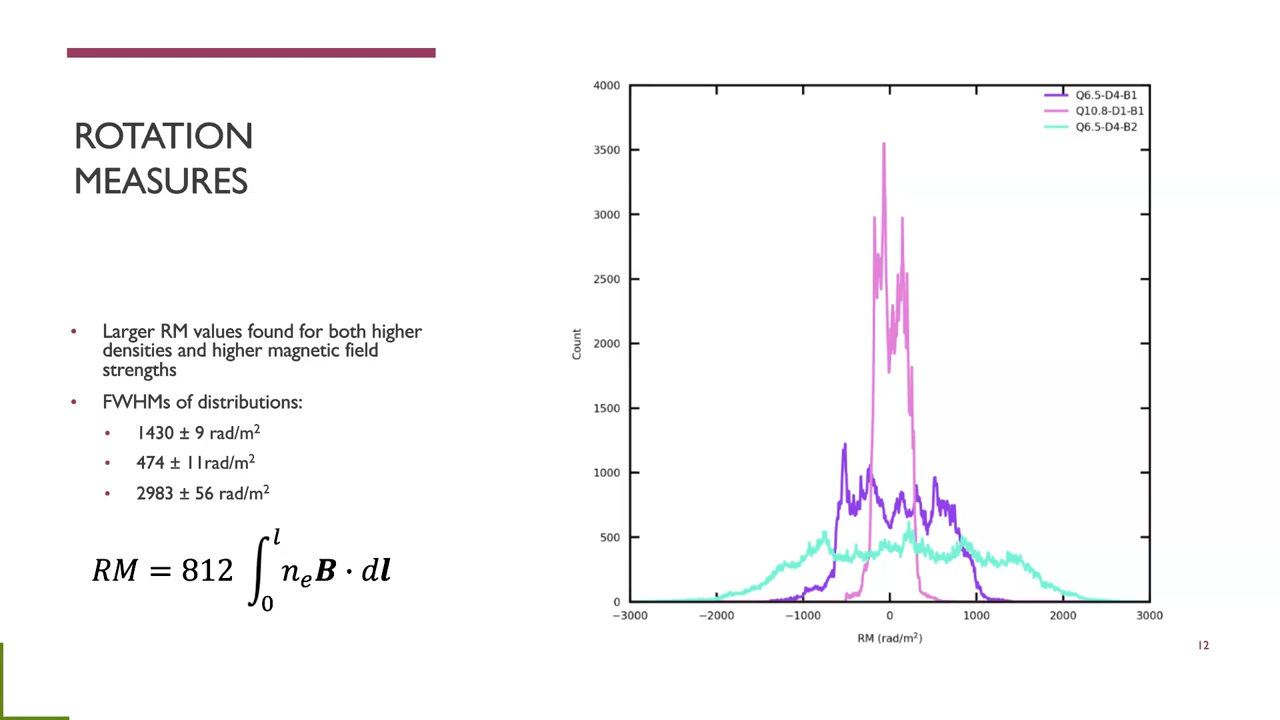 ROTATION
MEASURES
• Larger RM values found for both higher
densities and higher magnetic field
strengths
• FWHMs of distributions:
• 1430 ± 9 rad/m²
• 474 ± 11rad/m²
• 2983 ± 56 rad/m²
RM = 812 ∫₀ˡ nₑB · dl
4000
3500
3000
2500
2000
1500
1000
500
0
Count
Q6.5-D4-B1
Q10.8-D1-B1
Q6.5-D4-B2
−3000 −2000 −1000 0 1000 2000 3000
RM (rad/m²)
12